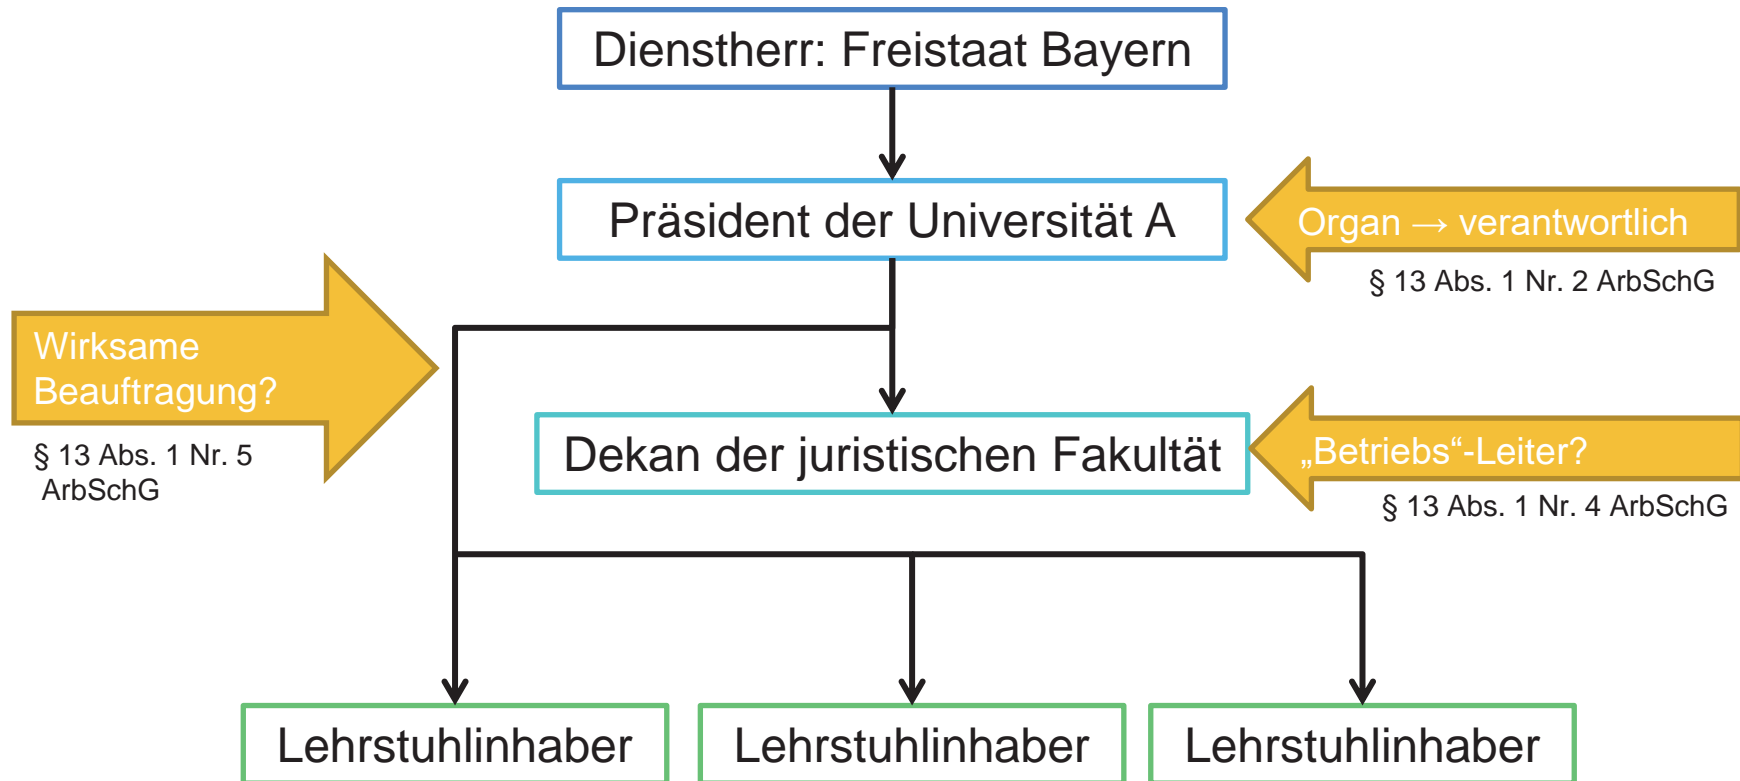 Dienstherr: Freistaat Bayern
Präsident der Universität A
Organ → verantwortlich
§ 13 Abs. 1 Nr. 2 ArbSchG
Wirksame
Beauftragung?
§ 13 Abs. 1 Nr. 5
ArbSchG
Dekan der juristischen Fakultät
„Betriebs“-Leiter?
§ 13 Abs. 1 Nr. 4 ArbSchG
Lehrstuhlinhaber
Lehrstuhlinhaber
Lehrstuhlinhaber